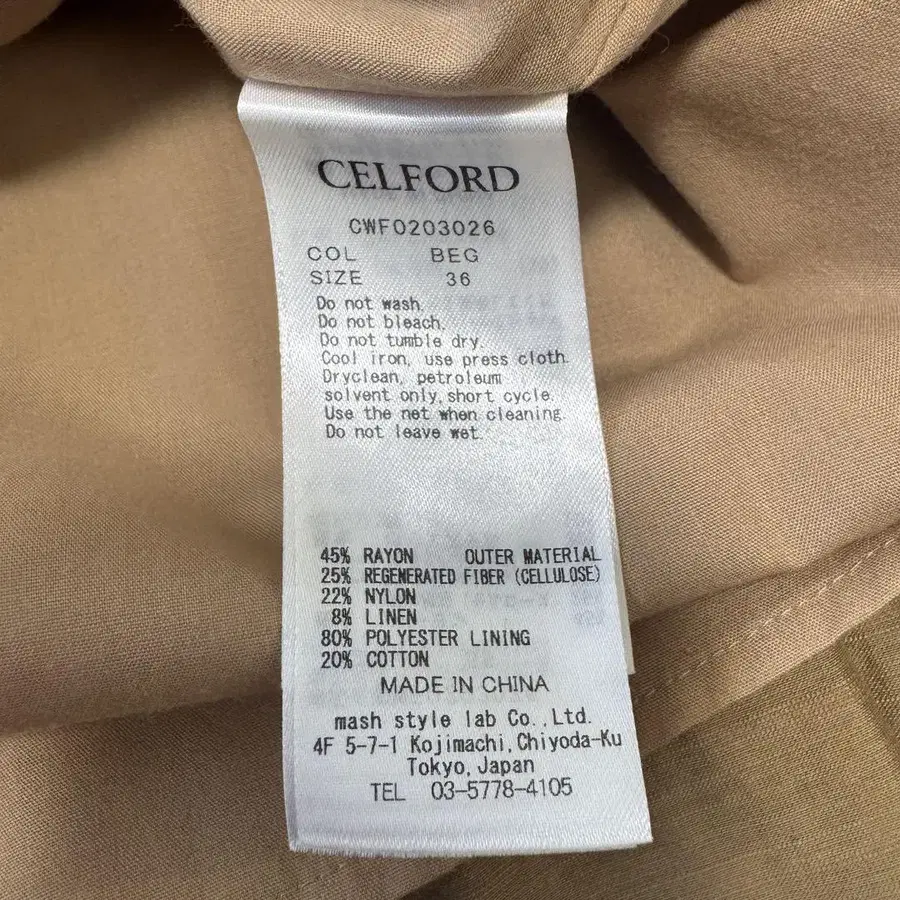 CELFORD
CWF0203026
COL BEG
SIZE 36
Do not wash.
Do not bleach.
Do not tumble dry.
Cool iron, use press cloth.
Dryclean, petroleum
solvent only, short cycle.
Use the net when cleaning.
Do not leave wet.
45% RAYON OUTER MATERIAL
25% REGENERATED FIBER (CELLULOSE)
22% NYLON
8% LINEN
80% POLYESTER LINING
20% COTTON
MADE IN CHINA
mash style lab Co., Ltd.
4F 5-7-1 Kojimachi, Chiyoda-Ku
Tokyo, Japan
TEL 03-5778-4105